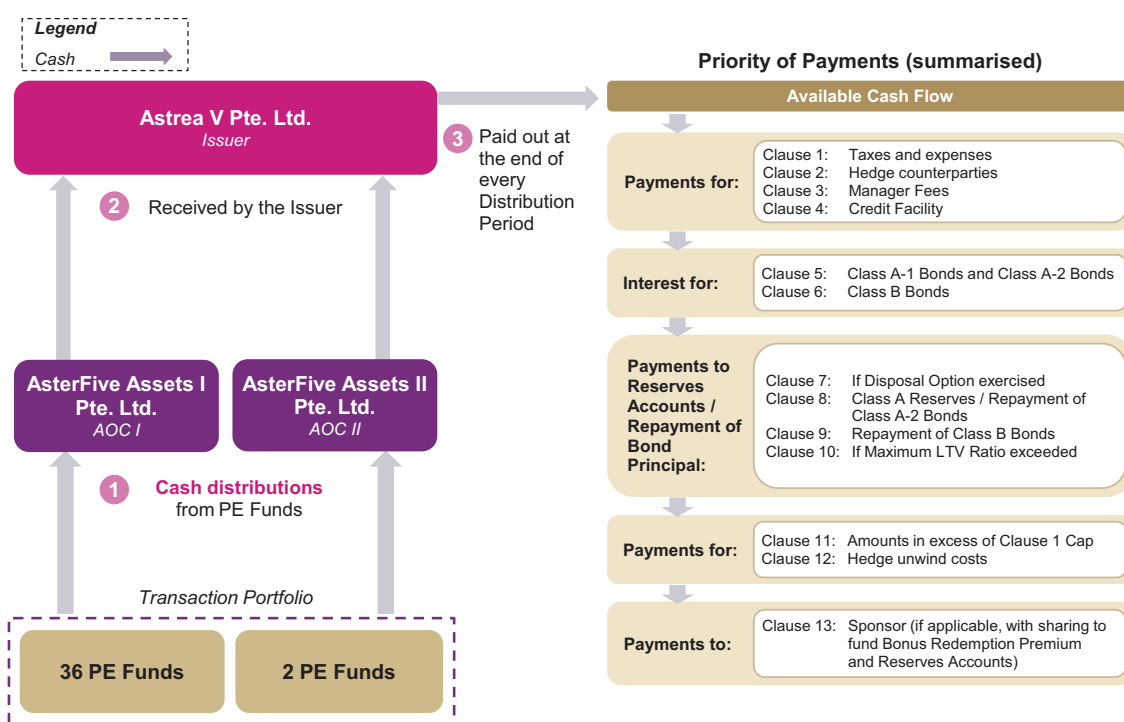 Legend
Cash
Astrea V Pte. Ltd.
Issuer
3
Paid out at
the end of
every
Distribution
Period
2
Received by the Issuer
AsterFive Assets I
Pte. Ltd.
AOC I
AsterFive Assets II
Pte. Ltd.
AOC II
1
Cash distributions
from PE Funds
Transaction Portfolio
36 PE Funds
2 PE Funds
Priority of Payments (summarised)
Available Cash Flow
Payments for:
Clause 1: Taxes and expenses
Clause 2: Hedge counterparties
Clause 3: Manager Fees
Clause 4: Credit Facility
Interest for:
Clause 5: Class A-1 Bonds and Class A-2 Bonds
Clause 6: Class B Bonds
Payments to
Reserves
Accounts /
Repayment of
Bond
Principal:
Clause 7: If Disposal Option exercised
Clause 8: Class A Reserves / Repayment of
Class A-2 Bonds
Clause 9: Repayment of Class B Bonds
Clause 10: If Maximum LTV Ratio exceeded
Payments for:
Clause 11: Amounts in excess of Clause 1 Cap
Clause 12: Hedge unwind costs
Payments to:
Clause 13: Sponsor (if applicable, with sharing to
fund Bonus Redemption Premium
and Reserves Accounts)